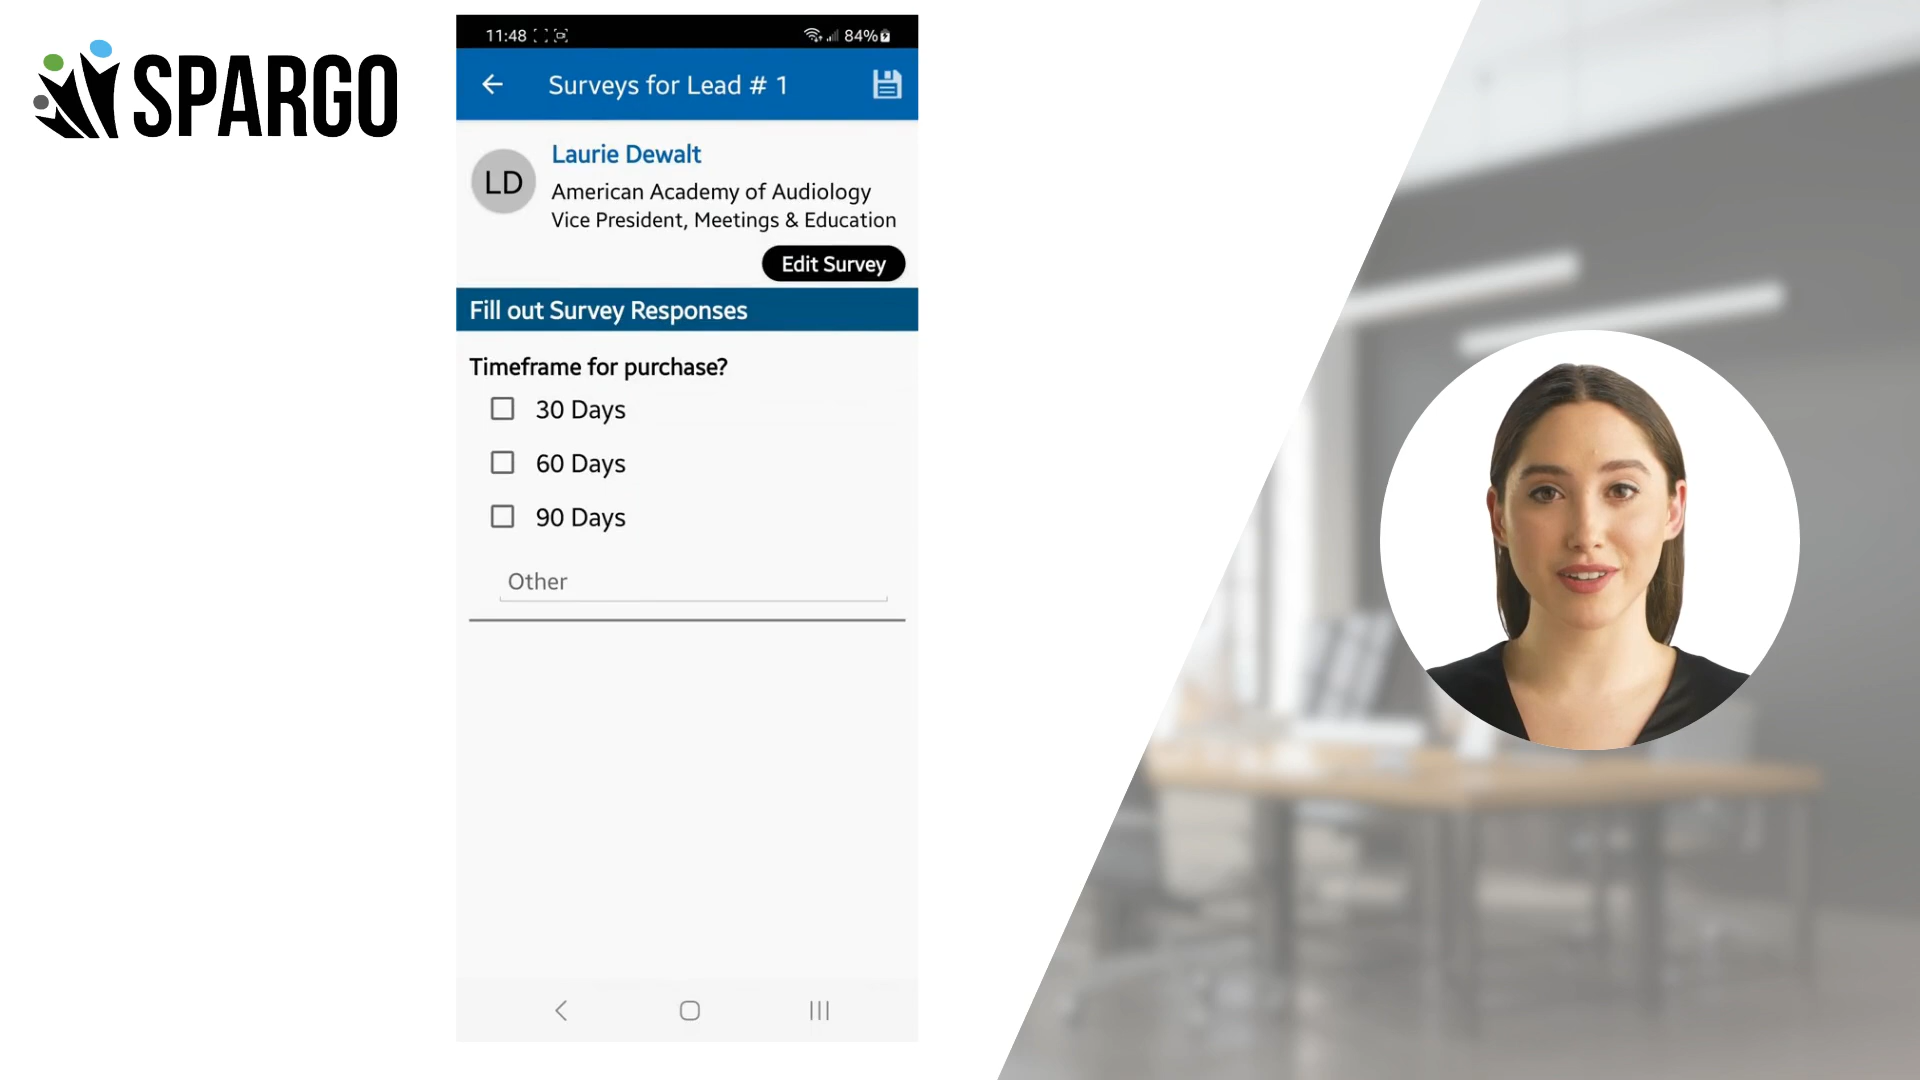 SPARGO
11:48
84%
Surveys for Lead # 1
LD
Laurie Dewalt
American Academy of Audiology
Vice President, Meetings & Education
Edit Survey
Fill out Survey Responses
Timeframe for purchase?
30 Days
60 Days
90 Days
Other